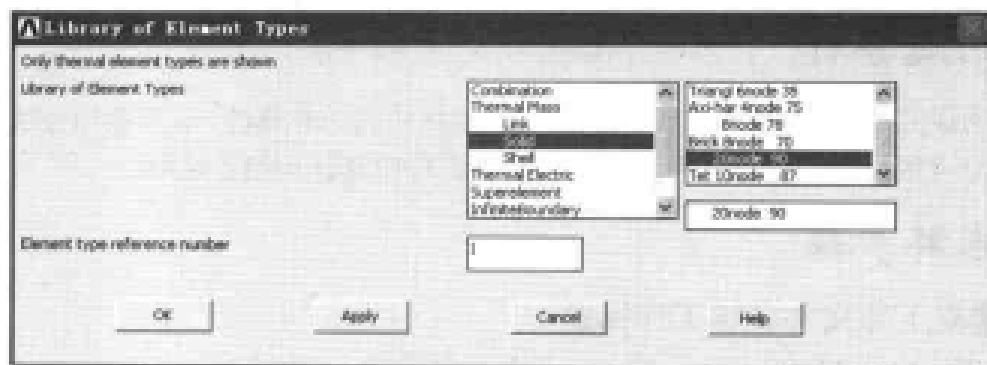 Library of Element Types
Only thermal element types are shown
Library of Element Types
Combination
Thermal Mass
Link
Solid
Shell
Thermal Electric
Superelement
InfiniteBoundary
Triangl 6node 35
Axi-har 4node 75
8node 78
Brick 8node 70
20node 90
Tet 10node 87
20node 90
Element type reference number
1
OK
Apply
Cancel
Help